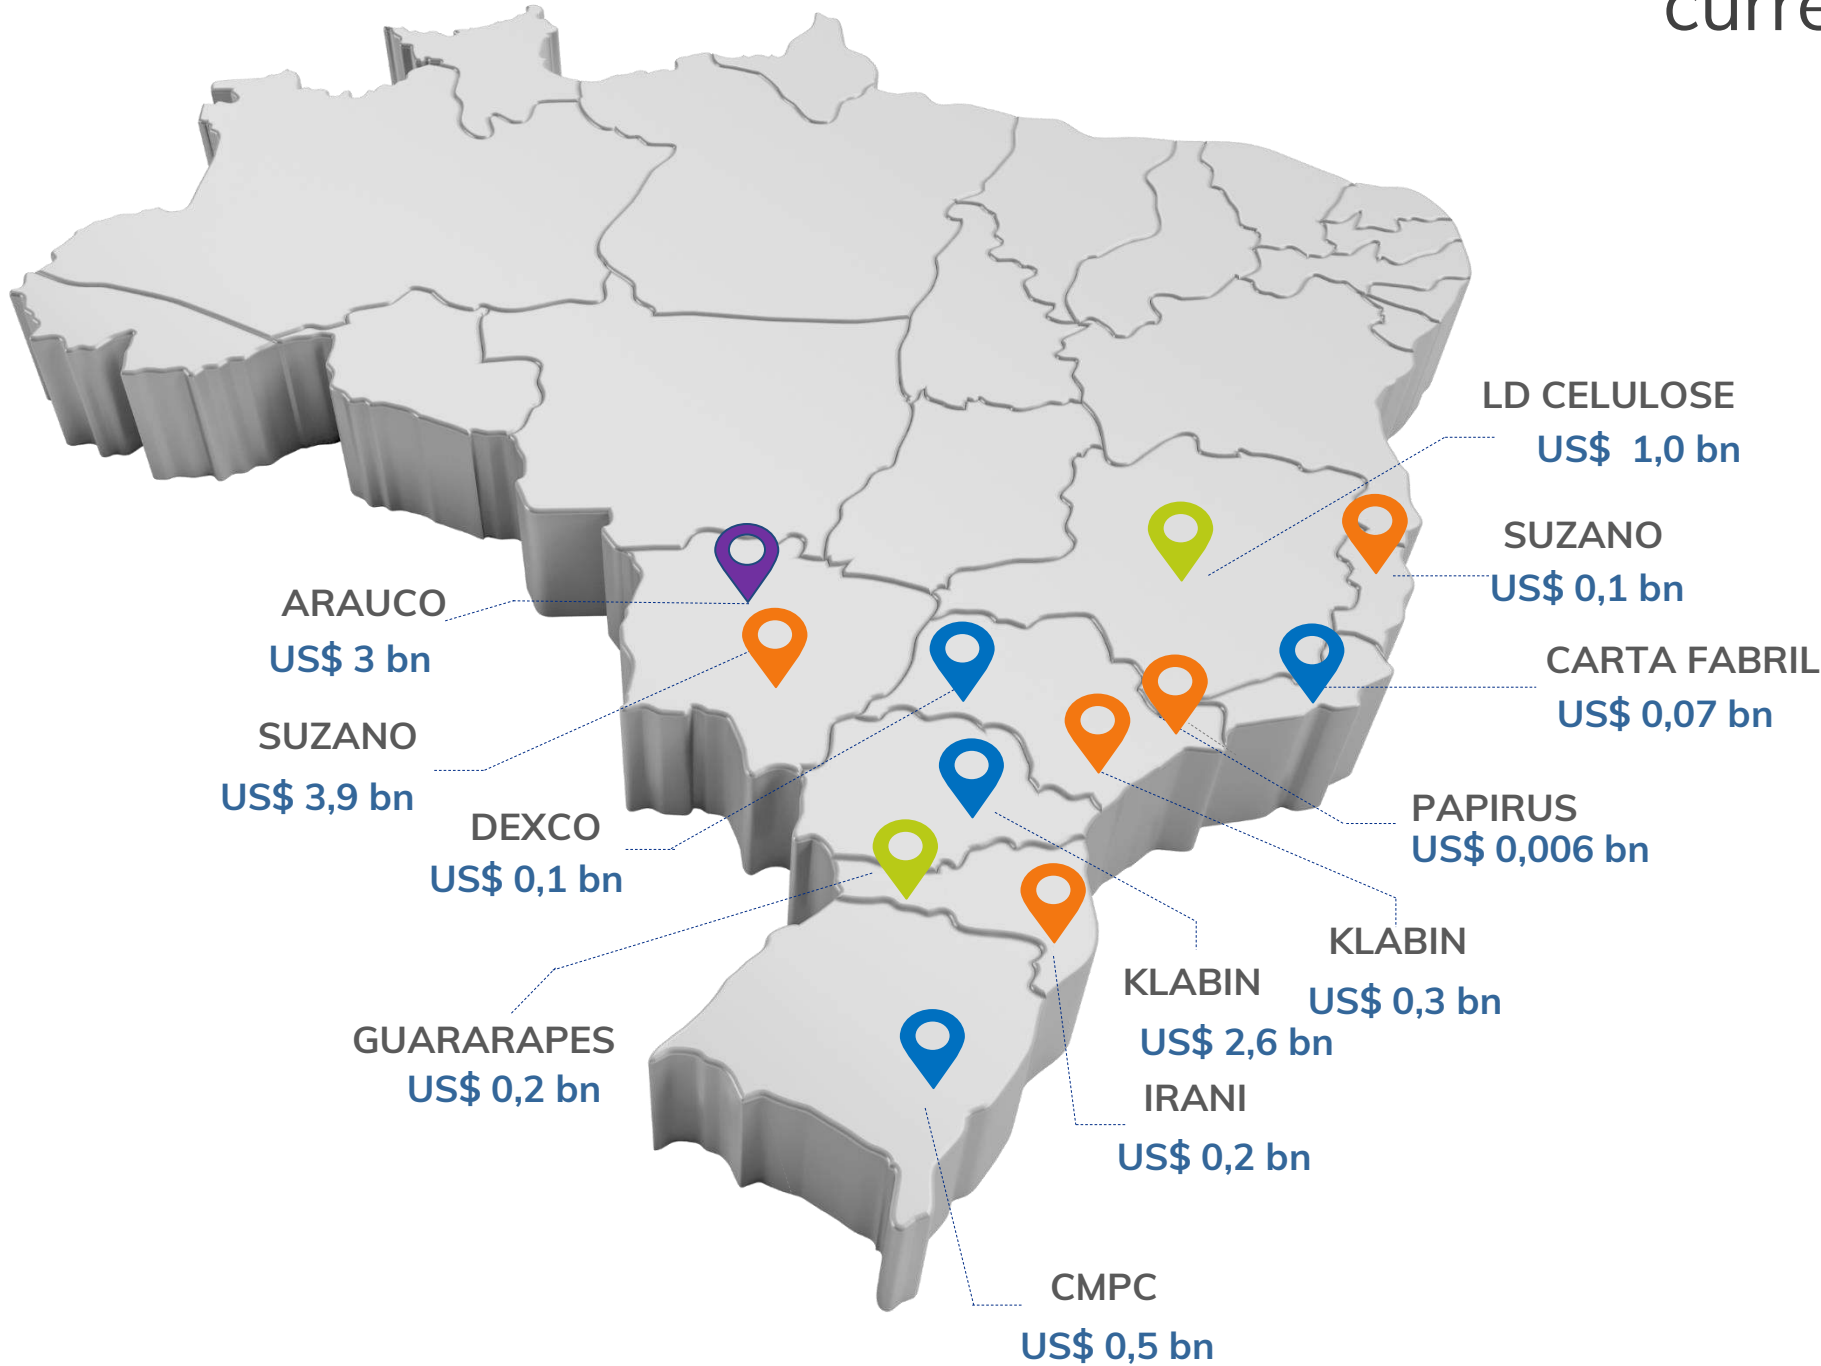 curre
LD CELULOSE
US$ 1,0 bn
SUZANO
US$ 0,1 bn
ARAUCO
US$ 3 bn
CARTA FABRIL
US$ 0,07 bn
SUZANO
US$ 3,9 bn
DEXCO
US$ 0,1 bn
PAPIRUS
US$ 0,006 bn
KLABIN
US$ 0,3 bn
KLABIN
US$ 2,6 bn
GUARARAPES
US$ 0,2 bn
IRANI
US$ 0,2 bn
CMPC
US$ 0,5 bn